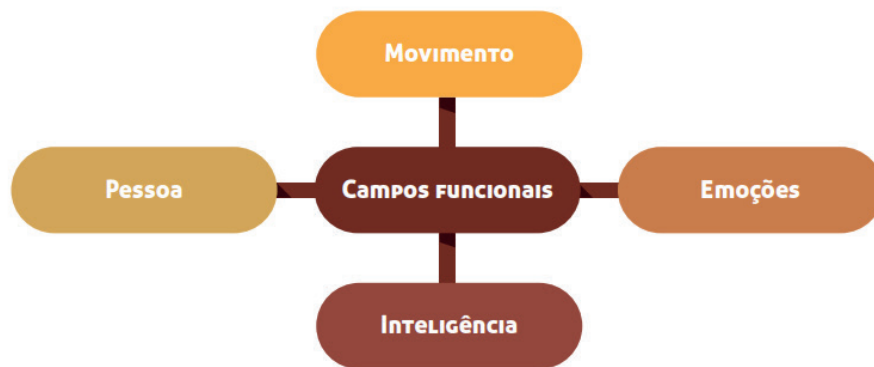 Movimento
Pessoa
Campos funcionais
Emoções
Inteligência